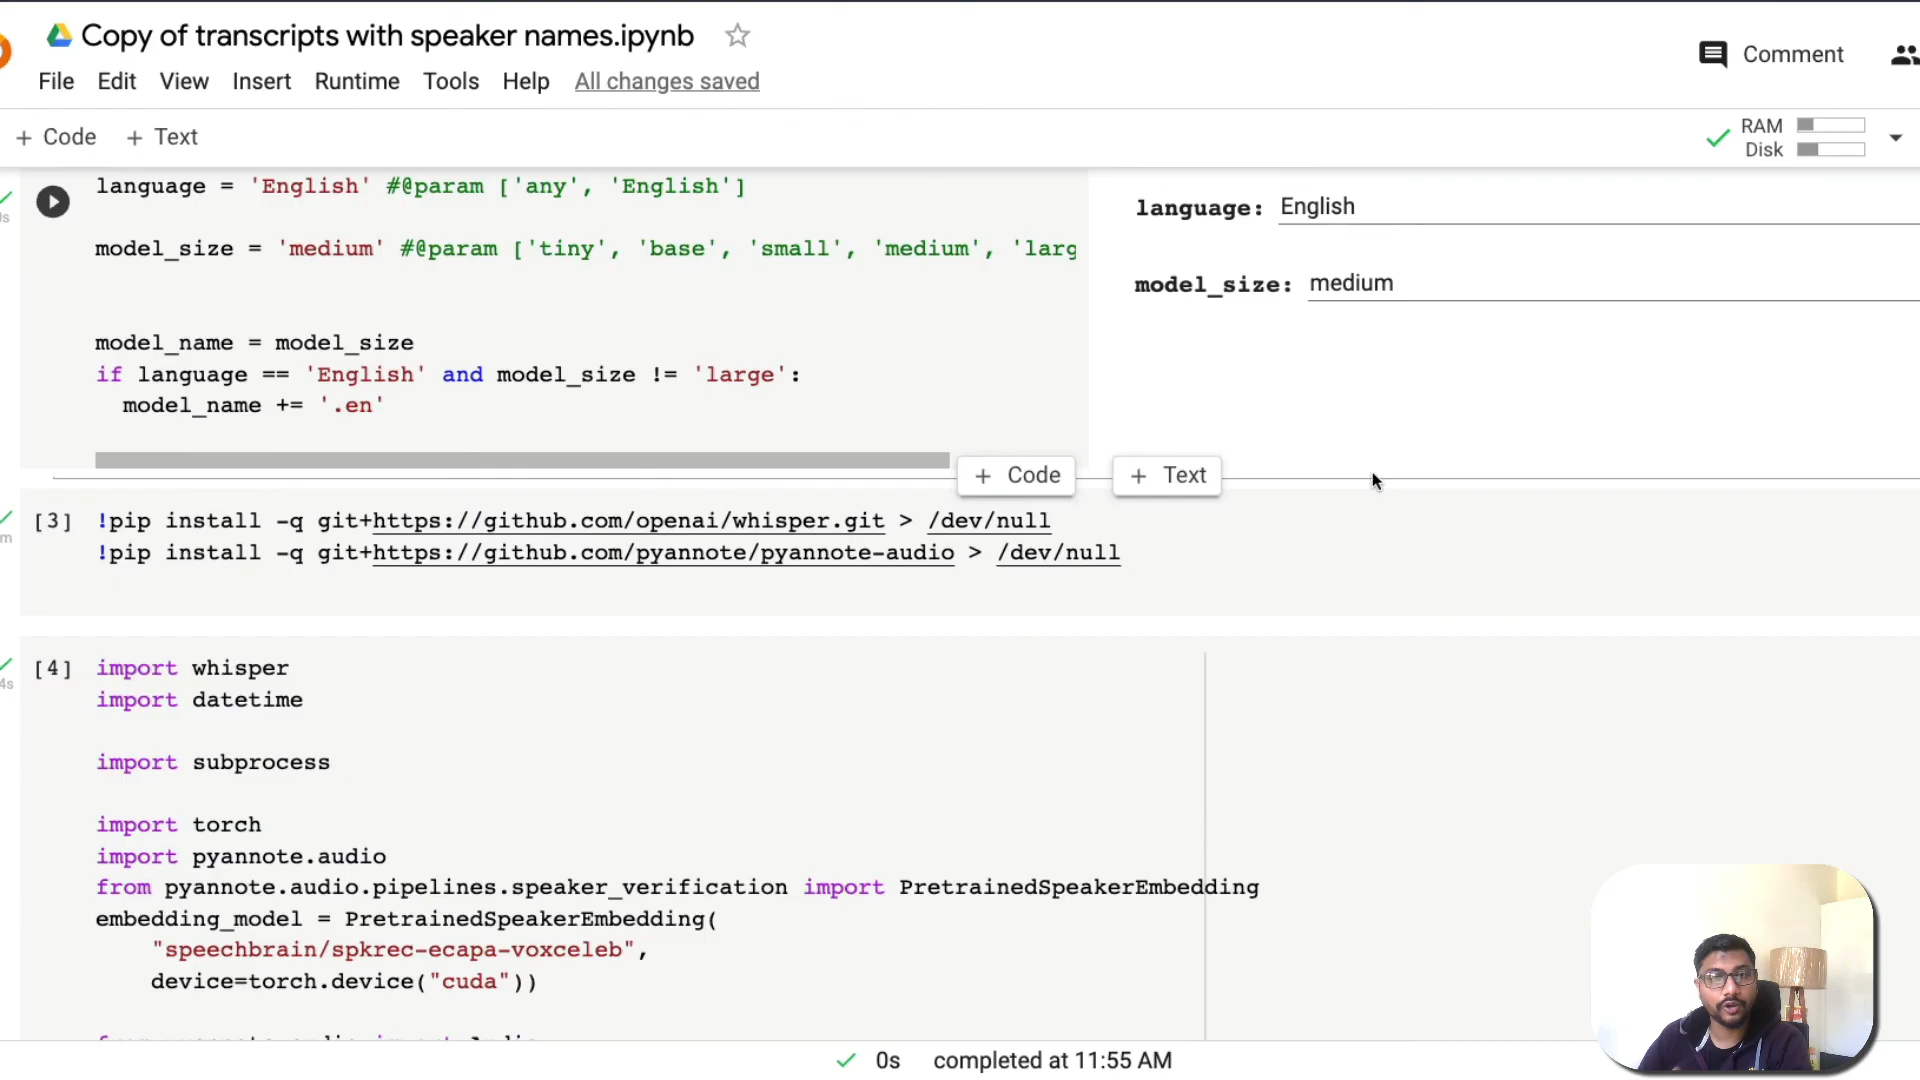 Copy of transcripts with speaker names.ipynb
Comment
File Edit View Insert Runtime Tools Help All changes saved
+ Code + Text
RAM
Disk
language = 'English' #@param ['any', 'English']
language: English
model_size = 'medium' #@param ['tiny', 'base', 'small', 'medium', 'larg
model_size: medium
model_name = model_size
if language == 'English' and model_size != 'large':
model_name += '.en'
+ Code + Text
[3] !pip install -q git+https://github.com/openai/whisper.git > /dev/null
!pip install -q git+https://github.com/pyannote/pyannote-audio > /dev/null
[4] import whisper
4s
import datetime
import subprocess
import torch
import pyannote.audio
from pyannote.audio.pipelines.speaker_verification import PretrainedSpeakerEmbedding
embedding_model = PretrainedSpeakerEmbedding(
"speechbrain/spkrec-ecapa-voxceleb",
device=torch.device("cuda"))
0s completed at 11:55 AM